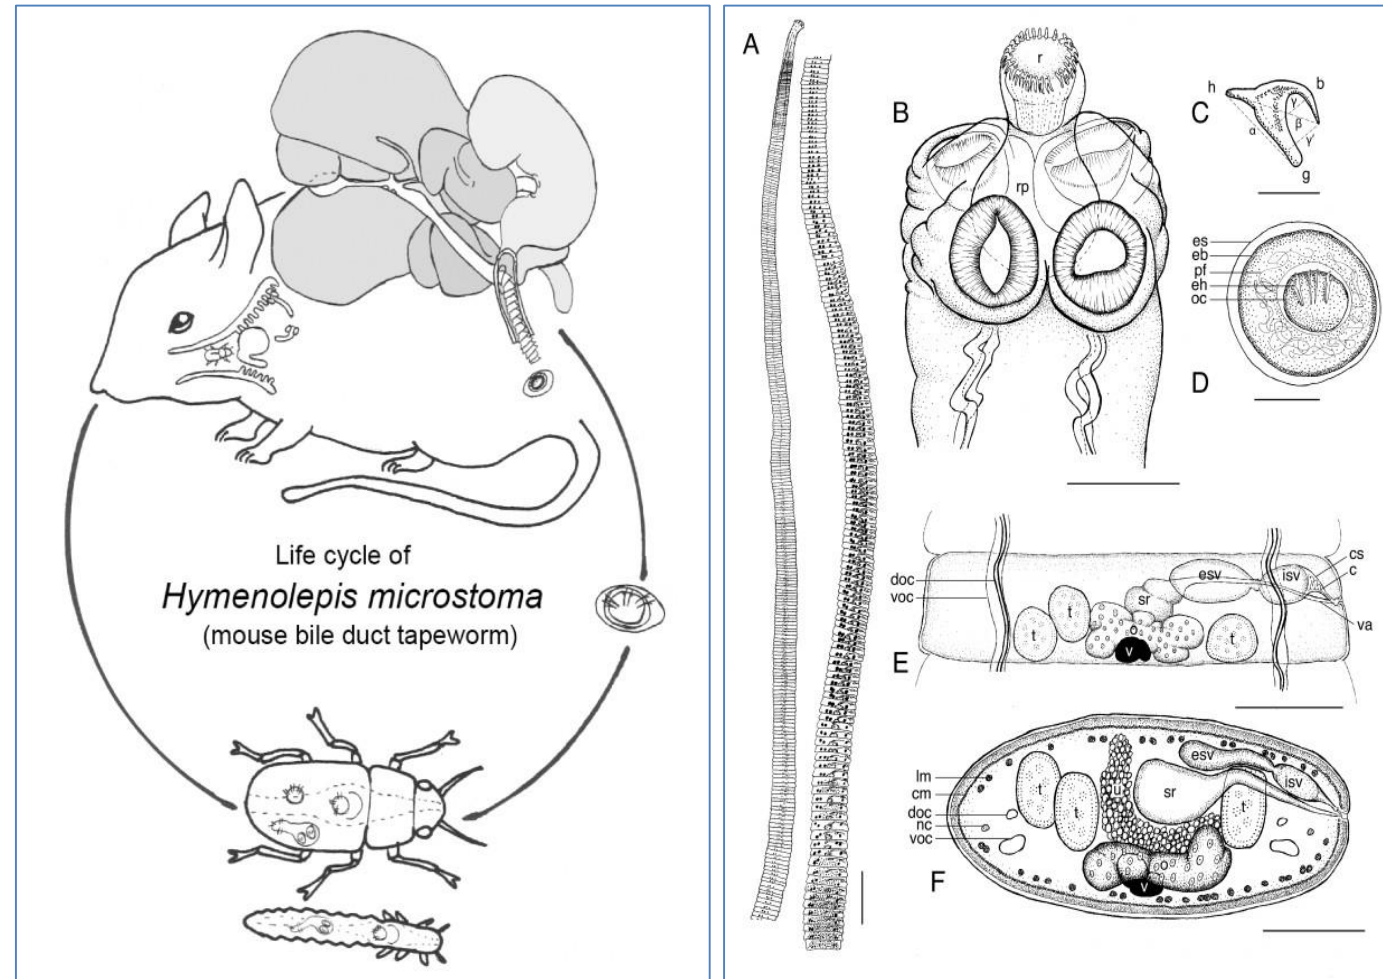 Life cycle of
Hymenolepis microstoma
(mouse bile duct tapeworm)
A
B
r
rp
C
h
b
γ
β
α
γ'
g
D
es
eb
pf
eh
oc
E
doc
voc
t
t
sr
o
v
esv
t
isv
cs
c
va
F
lm
cm
doc
nc
voc
t
t
u
sr
esv
isv
t
o
v